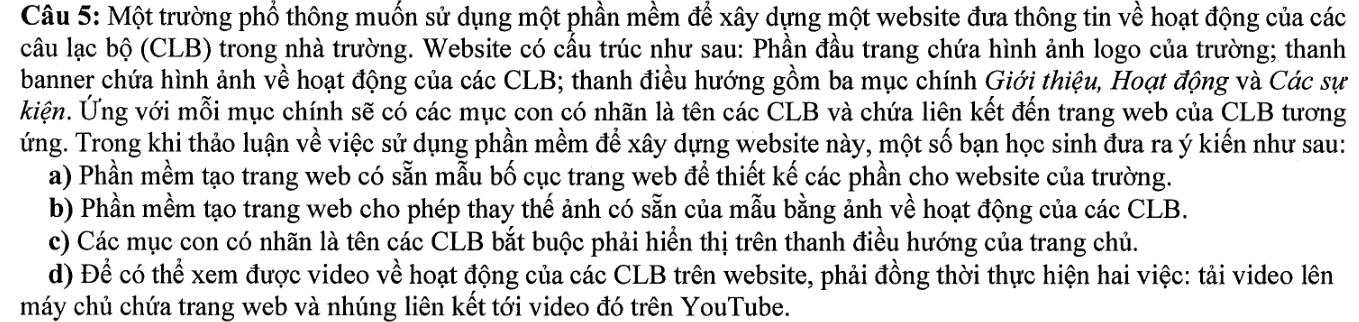 Câu 5: Một trường phổ thông muốn sử dụng một phần mềm để xây dựng một website đưa thông tin về hoạt động của các
câu lạc bộ (CLB) trong nhà trường. Website có cấu trúc như sau: Phần đầu trang chứa hình ảnh logo của trường; thanh
banner chứa hình ảnh về hoạt động của các CLB; thanh điều hướng gồm ba mục chính Giới thiệu, Hoạt động và Các sự
kiện. Ứng với mỗi mục chính sẽ có các mục con có nhãn là tên các CLB và chứa liên kết đến trang web của CLB tương
ứng. Trong khi thảo luận về việc sử dụng phần mềm để xây dựng website này, một số bạn học sinh đưa ra ý kiến như sau:
a) Phần mềm tạo trang web có sẵn mẫu bố cục trang web để thiết kế các phần cho website của trường.
b) Phần mềm tạo trang web cho phép thay thế ảnh có sẵn của mẫu bằng ảnh về hoạt động của các CLB.
c) Các mục con có nhãn là tên các CLB bắt buộc phải hiển thị trên thanh điều hướng của trang chủ.
d) Để có thể xem được video về hoạt động của các CLB trên website, phải đồng thời thực hiện hai việc: tải video lên
máy chủ chứa trang web và nhúng liên kết tới video đó trên YouTube.